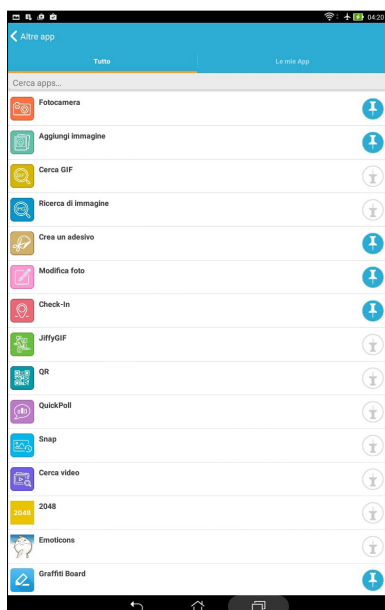 04:20
Altre app
Tutto
Le mie App
Cerca apps...
Fotocamera
Aggiungi immagine
Cerca GIF
Ricerca di immagine
Crea un adesivo
Modifica foto
Check-In
JiffyGIF
QR
QuickPoll
Snap
Cerca video
2048
2048
Emoticons
Graffiti Board